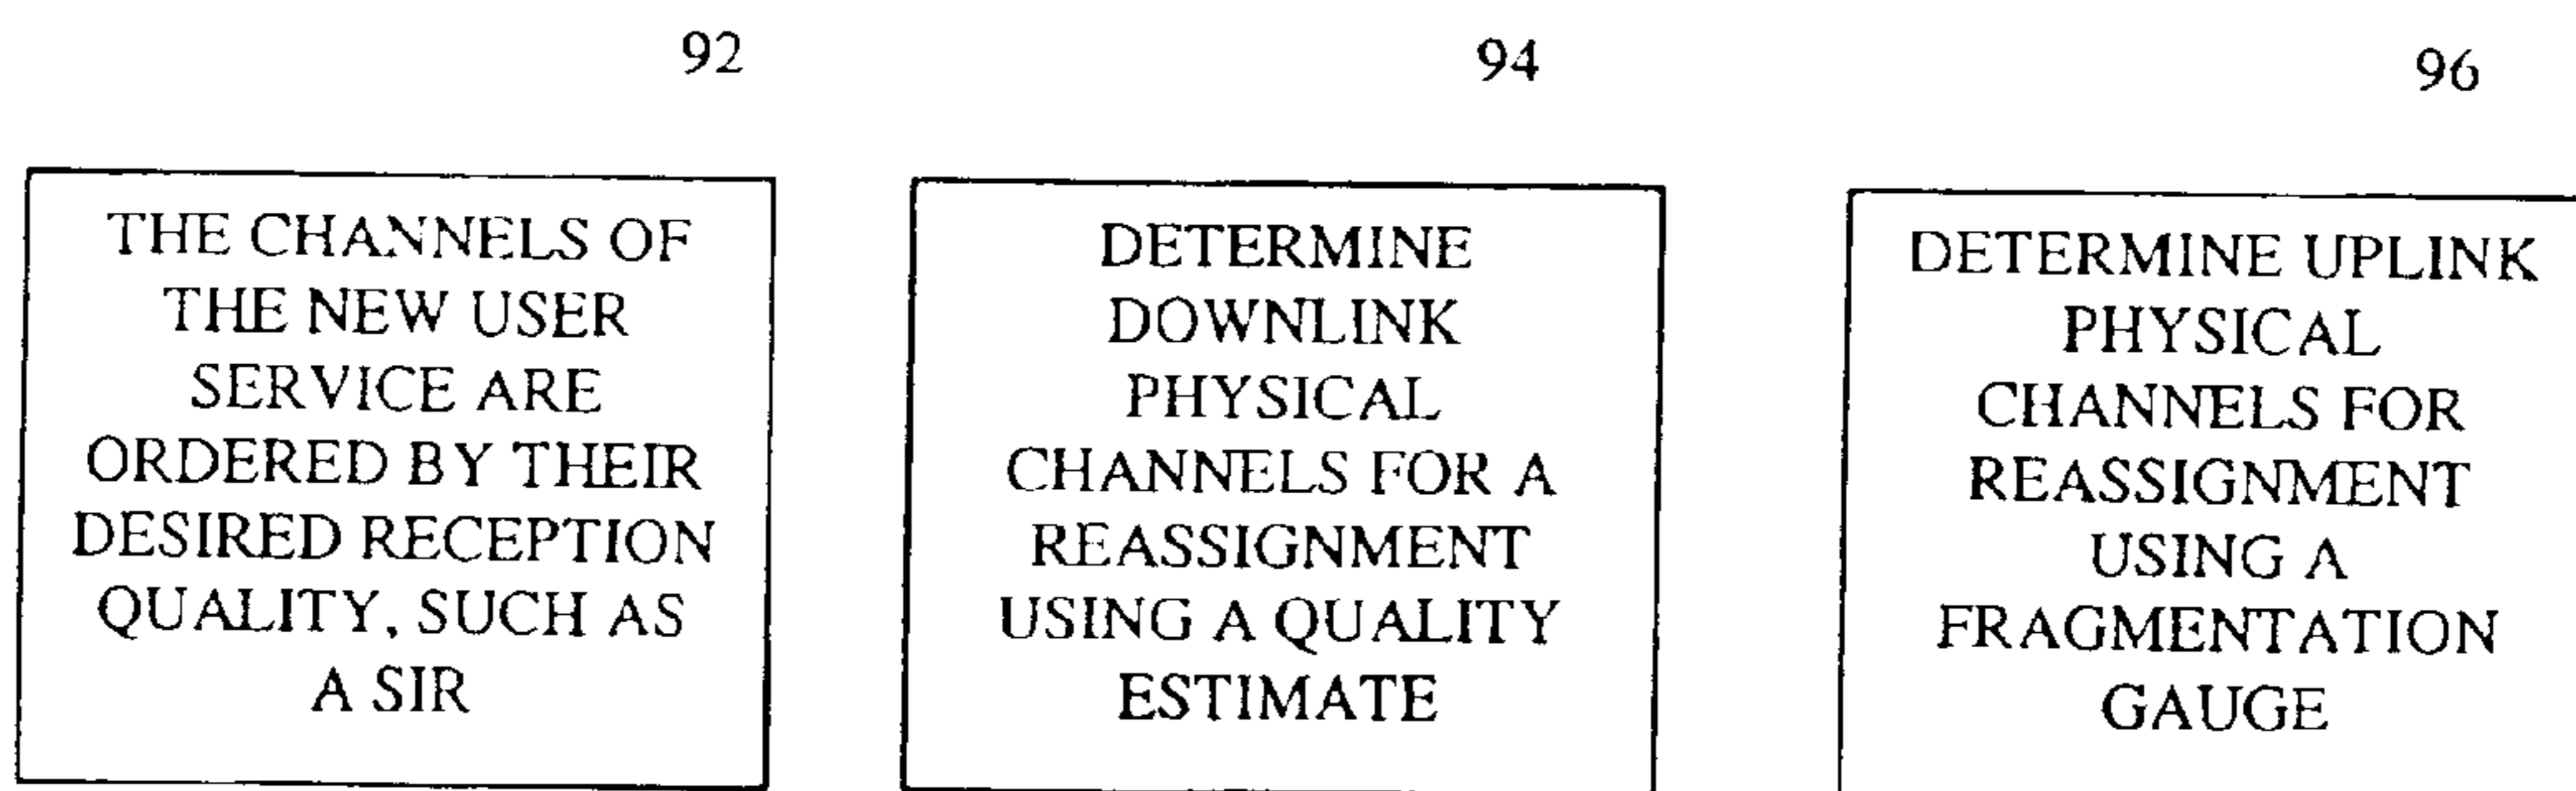 92
94
96
THE CHANNELS OF
THE NEW USER
SERVICE ARE
ORDERED BY THEIR
DESIRED RECEPTION
QUALITY, SUCH AS
A SIR
DETERMINE
DOWNLINK
PHYSICAL
CHANNELS FOR A
REASSIGNMENT
USING A QUALITY
ESTIMATE
DETERMINE UPLINK
PHYSICAL
CHANNELS FOR
REASSIGNMENT
USING A
FRAGMENTATION
GAUGE